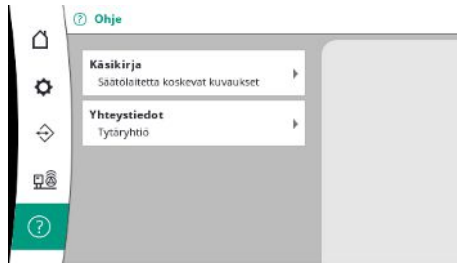 ? Ohje
Käsikirja
Säätölaitetta koskevat kuvaukset
Yhteystiedot
Tytäryhtiö
?